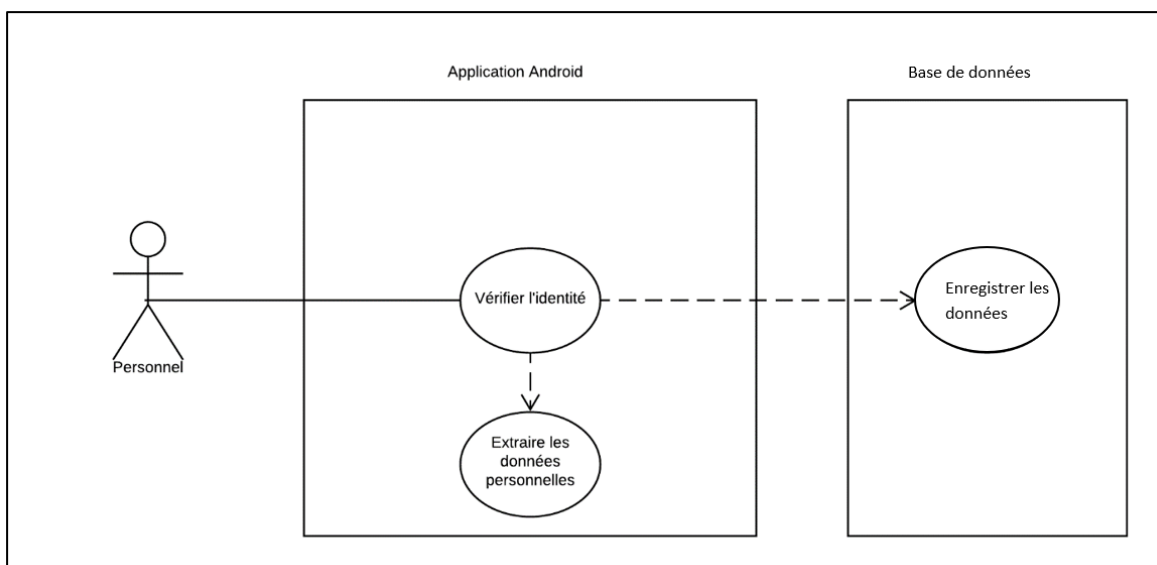 Application Android
Base de données
Vérifier l'identité
Enregistrer les
données
Personnel
Extraire les
données
personnelles